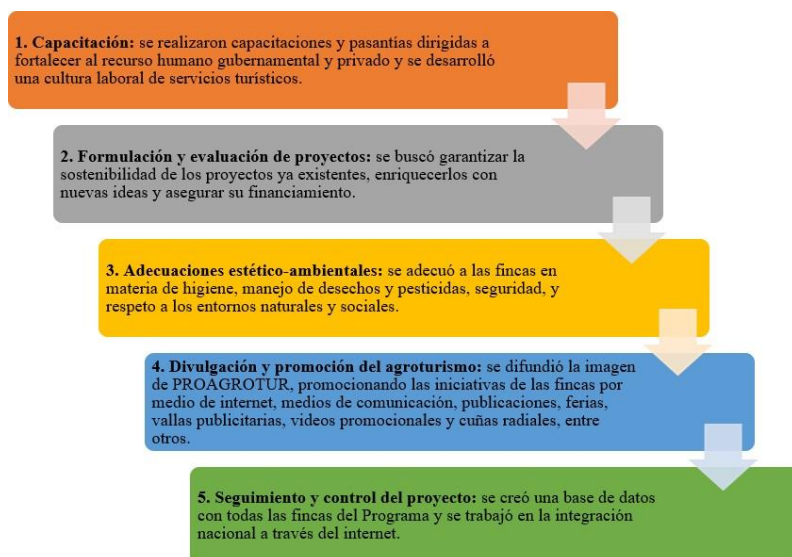 1. Capacitación: se realizaron capacitaciones y pasantías dirigidas a
fortalecer al recurso humano gubernamental y privado y se desarrolló
una cultura laboral de servicios turísticos.
2. Formulación y evaluación de proyectos: se buscó garantizar la
sostenibilidad de los proyectos ya existentes, enriquecerlos con
nuevas ideas y asegurar su financiamiento.
3. Adecuaciones estético-ambientales: se adecuó a las fincas en
materia de higiene, manejo de desechos y pesticidas, seguridad, y
respeto a los entornos naturales y sociales.
4. Divulgación y promoción del agroturismo: se difundió la imagen
de PROAGROTUR, promocionando las iniciativas de las fincas por
medio de internet, medios de comunicación, publicaciones, ferias,
vallas publicitarias, videos promocionales y cuñas radiales, entre
otros.
5. Seguimiento y control del proyecto: se creó una base de datos
con todas las fincas del Programa y se trabajó en la integración
nacional a través del internet.